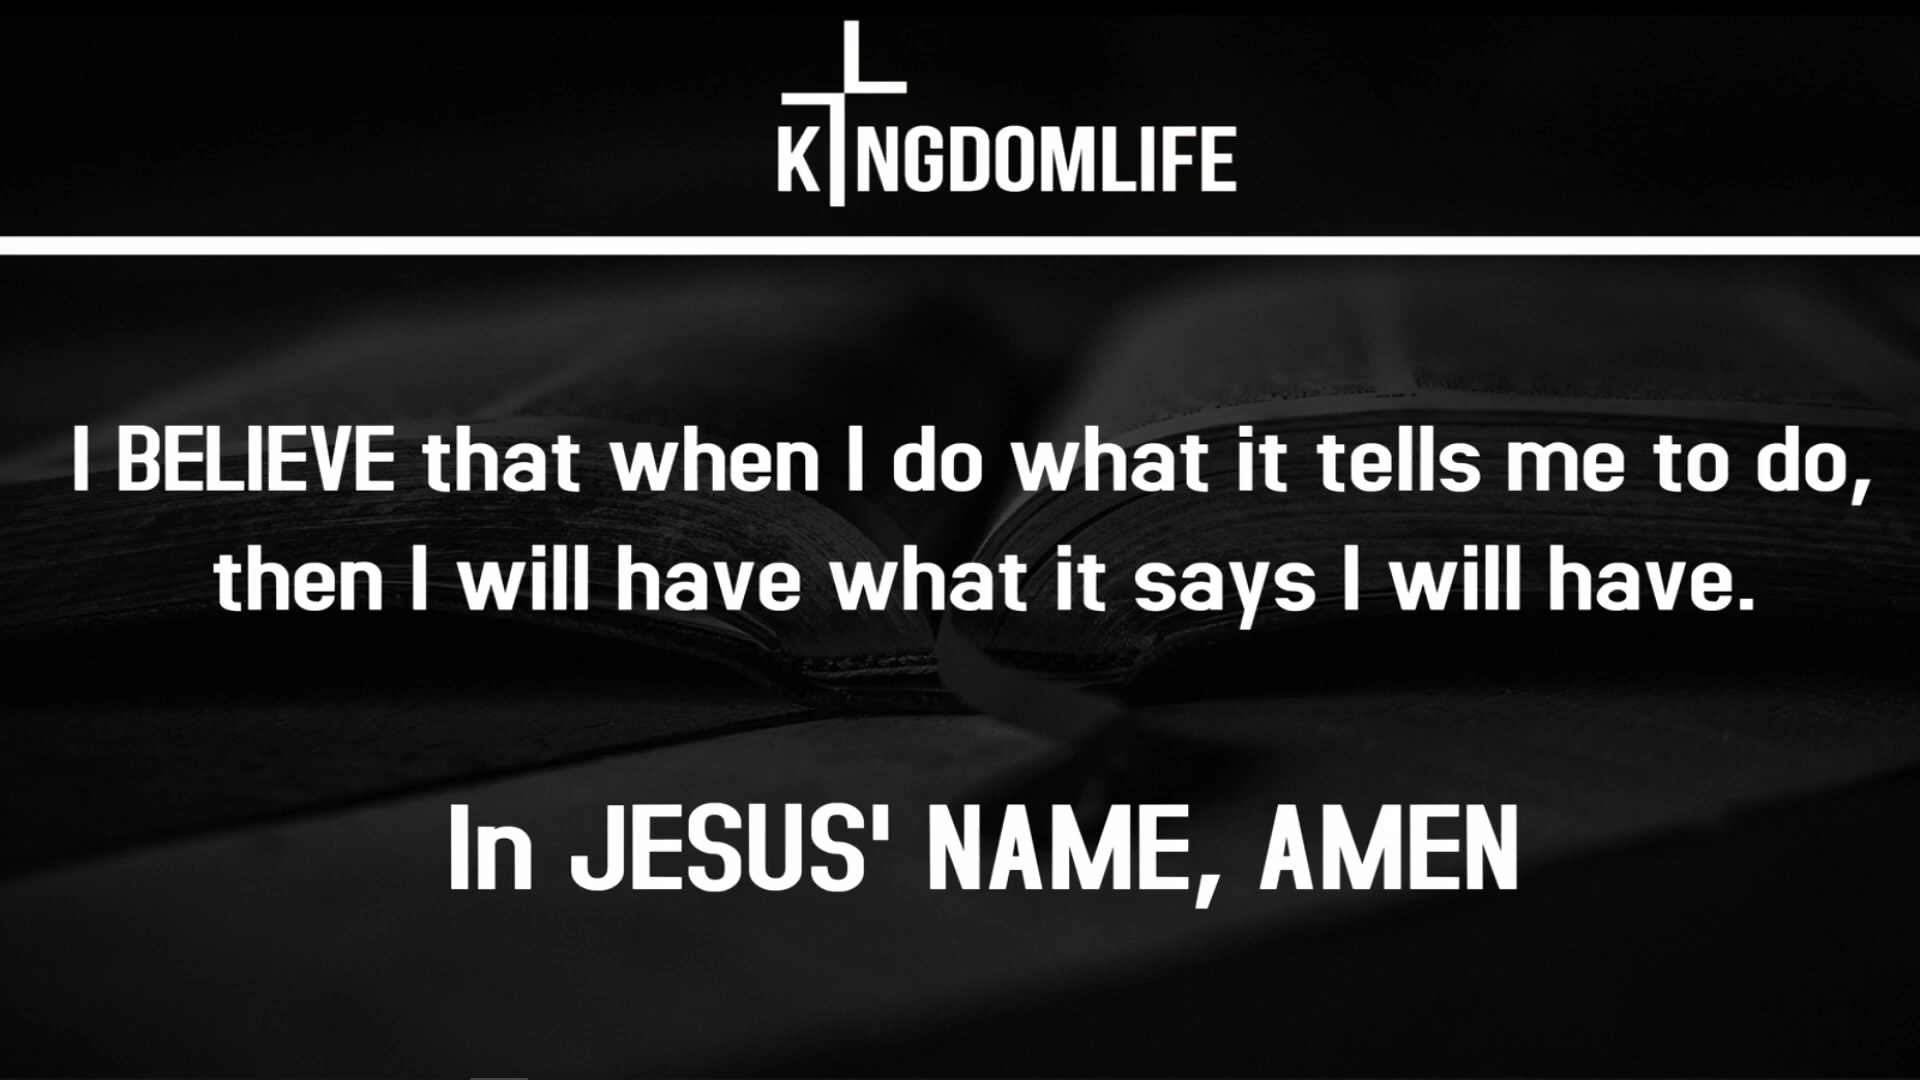 KINGDOMLIFE
I BELIEVE that when I do what it tells me to do,
then I will have what it says I will have.
In JESUS' NAME, AMEN